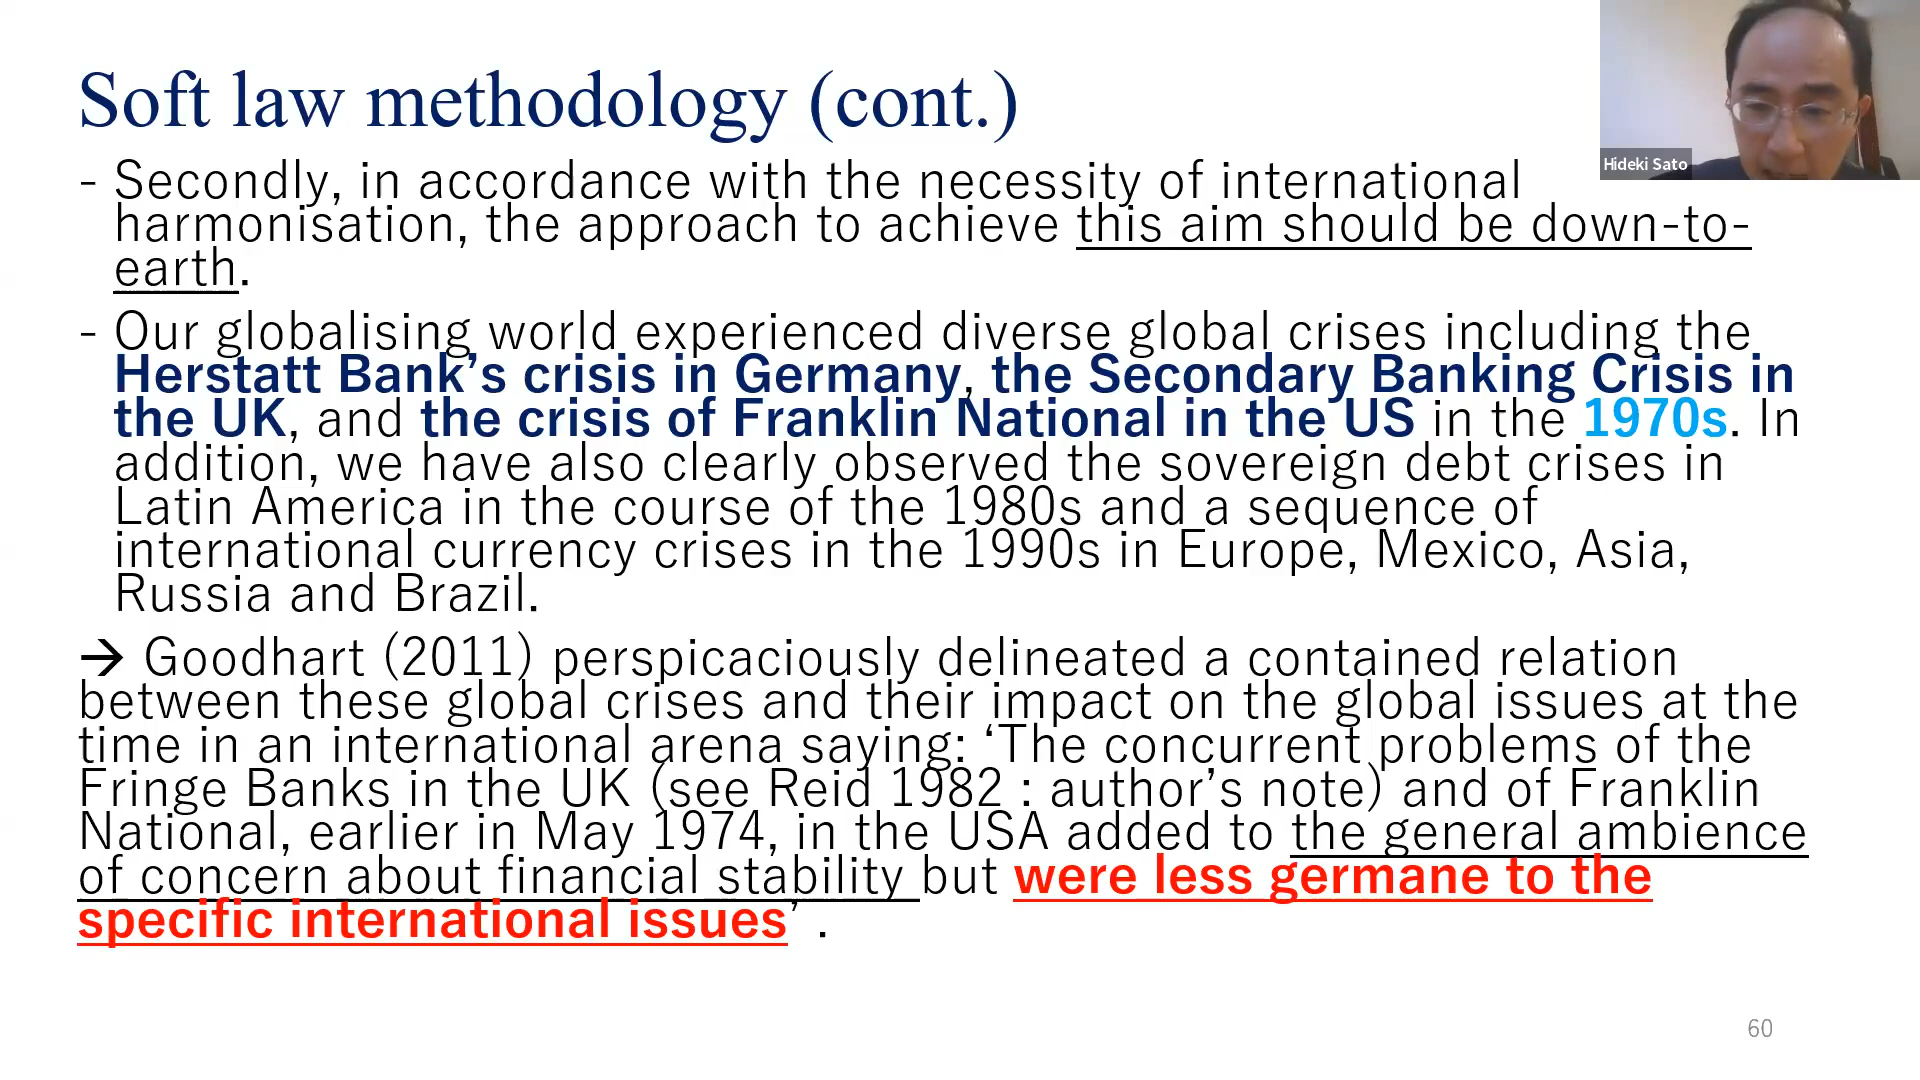 Soft law methodology (cont.)
Hideki Sato
- Secondly, in accordance with the necessity of international
harmonisation, the approach to achieve this aim should be down-to-
earth.
- Our globalising world experienced diverse global crises including the
Herstatt Bank’s crisis in Germany, the Secondary Banking Crisis in
the UK, and the crisis of Franklin National in the US in the 1970s. In
addition, we have also clearly observed the sovereign debt crises in
Latin America in the course of the 1980s and a sequence of
international currency crises in the 1990s in Europe, Mexico, Asia,
Russia and Brazil.
→ Goodhart (2011) perspicaciously delineated a contained relation
between these global crises and their impact on the global issues at the
time in an international arena saying: ‘The concurrent problems of the
Fringe Banks in the UK (see Reid 1982 : author’s note) and of Franklin
National, earlier in May 1974, in the USA added to the general ambience
of concern about financial stability but were less germane to the
specific international issues’ .
60